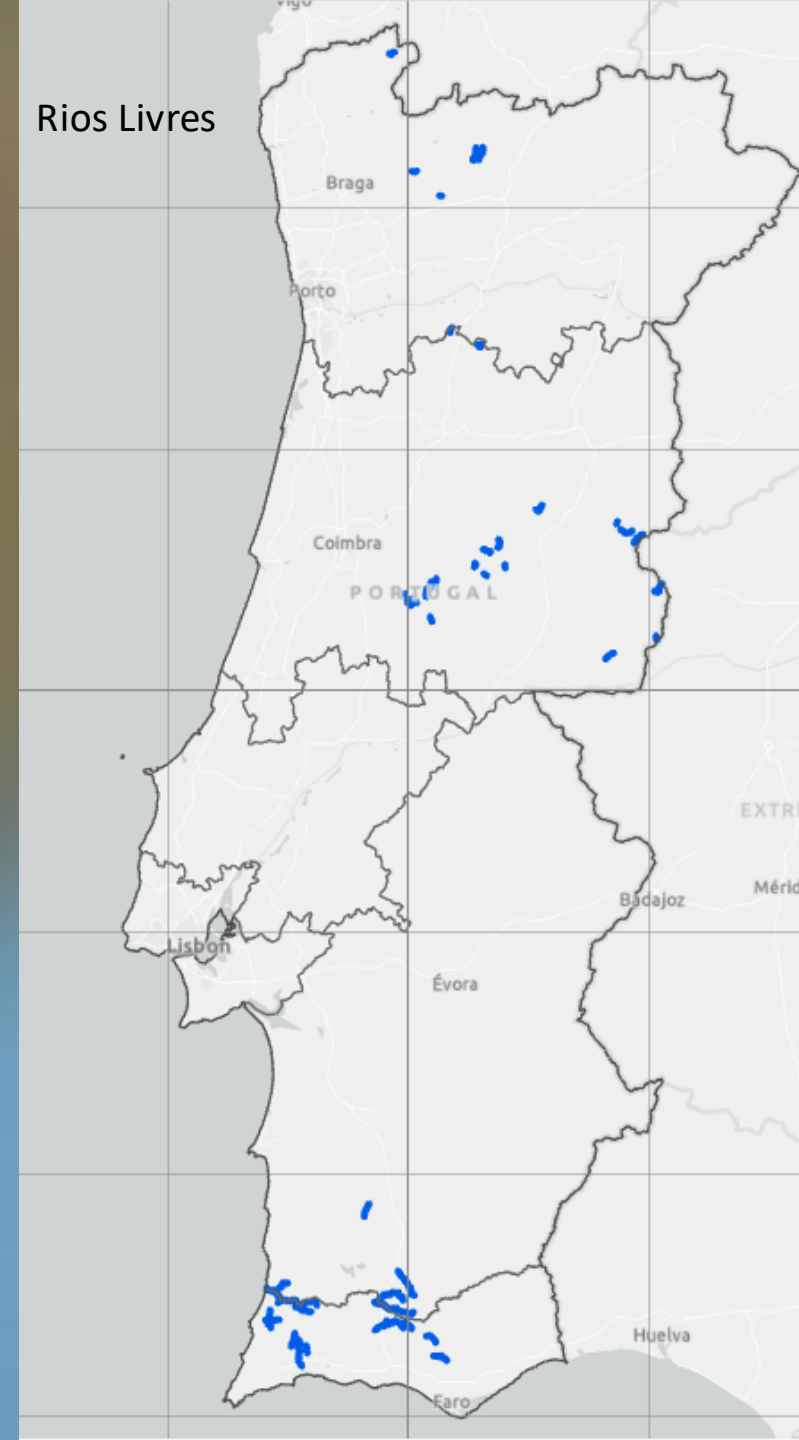 Vigo
Rios Livres
Braga
Porto
Coimbra
PORTUGAL
EXTR
Badajoz
Mérid
Lisbon
Évora
Huelva
Faro